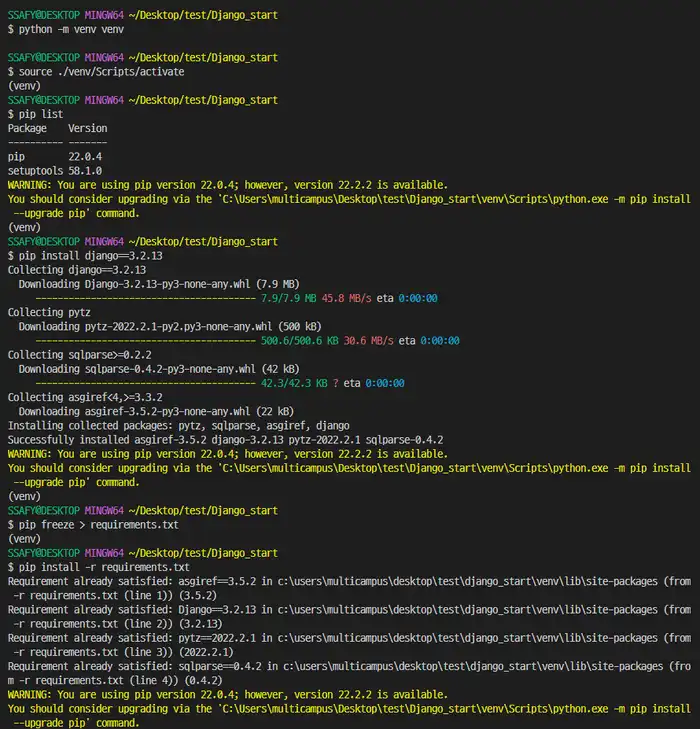 SSAFY@DESKTOP MINGW64 ~/Desktop/test/Django_start
$ python -m venv venv
SSAFY@DESKTOP MINGW64 ~/Desktop/test/Django_start
$ source ./venv/Scripts/activate
(venv)
SSAFY@DESKTOP MINGW64 ~/Desktop/test/Django_start
$ pip list
Package    Version
---------- -------
pip        22.0.4
setuptools 58.1.0
WARNING: You are using pip version 22.0.4; however, version 22.2.2 is available.
You should consider upgrading via the 'C:\Users\multicampus\Desktop\test\Django_start\venv\Scripts\python.exe -m pip install
--upgrade pip' command.
(venv)
SSAFY@DESKTOP MINGW64 ~/Desktop/test/Django_start
$ pip install django==3.2.13
Collecting django==3.2.13
  Downloading Django-3.2.13-py3-none-any.whl (7.9 MB)
     ---------------------------------------- 7.9/7.9 MB 45.8 MB/s eta 0:00:00
Collecting pytz
  Downloading pytz-2022.2.1-py2.py3-none-any.whl (500 kB)
     ---------------------------------------- 500.6/500.6 KB 30.6 MB/s eta 0:00:00
Collecting sqlparse>=0.2.2
  Downloading sqlparse-0.4.2-py3-none-any.whl (42 kB)
     ---------------------------------------- 42.3/42.3 KB ? eta 0:00:00
Collecting asgiref<4,>=3.3.2
  Downloading asgiref-3.5.2-py3-none-any.whl (22 kB)
Installing collected packages: pytz, sqlparse, asgiref, django
Successfully installed asgiref-3.5.2 django-3.2.13 pytz-2022.2.1 sqlparse-0.4.2
WARNING: You are using pip version 22.0.4; however, version 22.2.2 is available.
You should consider upgrading via the 'C:\Users\multicampus\Desktop\test\Django_start\venv\Scripts\python.exe -m pip install
--upgrade pip' command.
(venv)
SSAFY@DESKTOP MINGW64 ~/Desktop/test/Django_start
$ pip freeze > requirements.txt
(venv)
SSAFY@DESKTOP MINGW64 ~/Desktop/test/Django_start
$ pip install -r requirements.txt
Requirement already satisfied: asgiref==3.5.2 in c:\users\multicampus\desktop\test\django_start\venv\lib\site-packages (from
-r requirements.txt (line 1)) (3.5.2)
Requirement already satisfied: Django==3.2.13 in c:\users\multicampus\desktop\test\django_start\venv\lib\site-packages (from
-r requirements.txt (line 2)) (3.2.13)
Requirement already satisfied: pytz==2022.2.1 in c:\users\multicampus\desktop\test\django_start\venv\lib\site-packages (from
-r requirements.txt (line 3)) (2022.2.1)
Requirement already satisfied: sqlparse==0.4.2 in c:\users\multicampus\desktop\test\django_start\venv\lib\site-packages (fro
m -r requirements.txt (line 4)) (0.4.2)
WARNING: You are using pip version 22.0.4; however, version 22.2.2 is available.
You should consider upgrading via the 'C:\Users\multicampus\Desktop\test\Django_start\venv\Scripts\python.exe -m pip install
--upgrade pip' command.